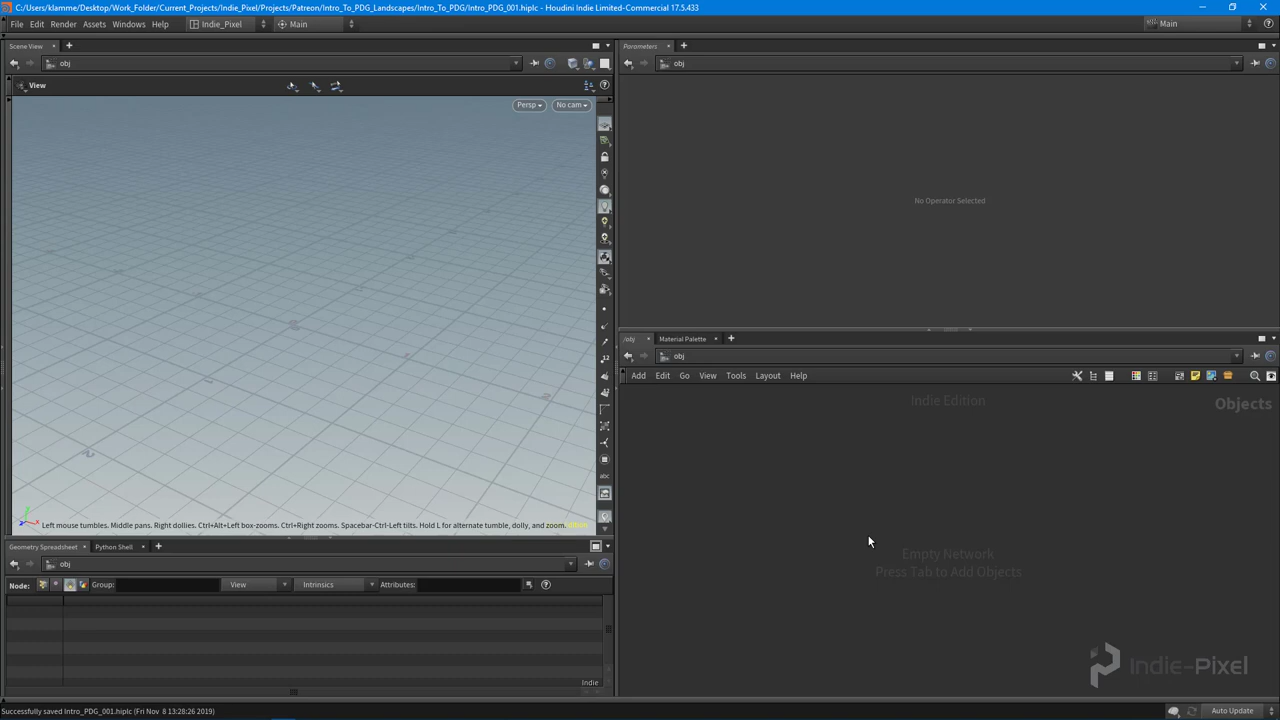 C:/Users/klamme/Desktop/Work_Folder/Current_Projects/Indie_Pixel/Projects/Patreon/Intro_To_PDG_Landscapes/Intro_To_PDG/Intro_PDG_001.hiplc - Houdini Indie Limited-Commercial 17.5.433
File Edit Render Assets Windows Help Indie_Pixel Main Main
Scene View
obj
View
Persp No cam
abc
Left mouse tumbles. Middle pans. Right dollies. Ctrl+Alt+Left box-zooms. Ctrl+Right zooms. Spacebar-Ctrl-Left tilts. Hold L for alternate tumble, dolly, and zoom.
Geometry Spreadsheet Python Shell
obj
Node: Group: View Intrinsics Attributes:
Indie
Parameters
obj
No Operator Selected
/obj Material Palette
obj
Add Edit Go View Tools Layout Help
Indie Edition
Objects
Empty Network
Press Tab to Add Objects
Indie-Pixel
Successfully saved Intro_PDG_001.hiplc (Fri Nov 8 13:28:26 2019)
Auto Update